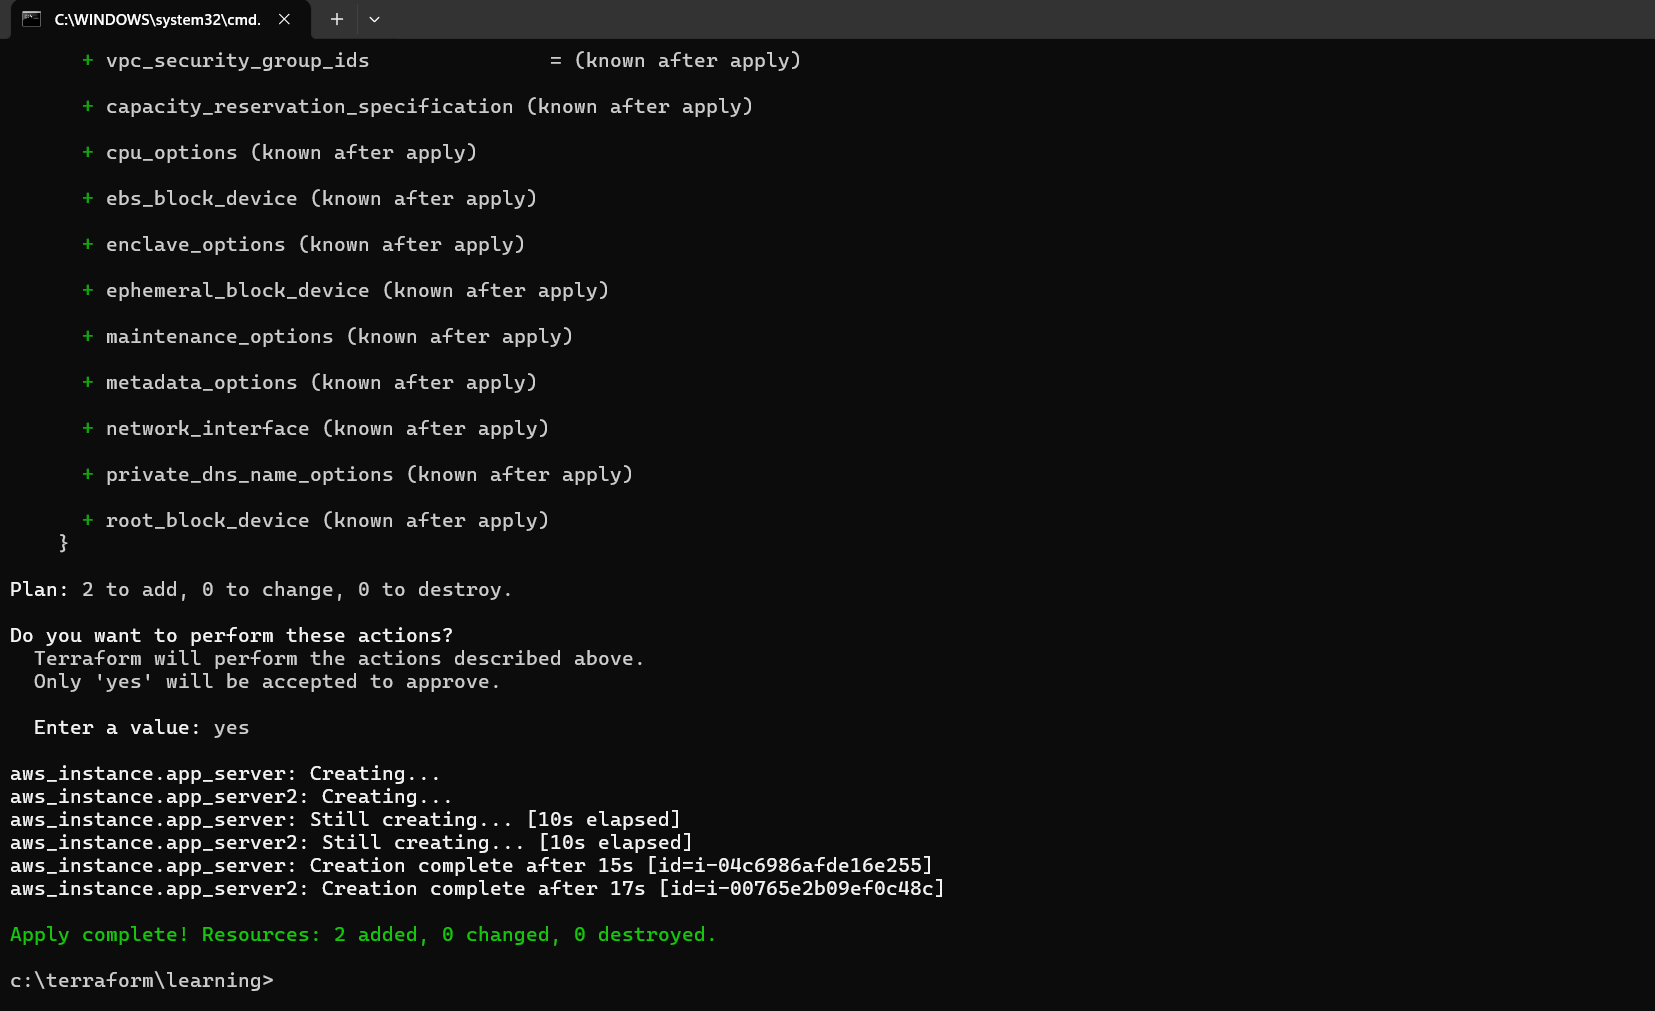 C:\WINDOWS\system32\cmd.
+ vpc_security_group_ids               = (known after apply)
+ capacity_reservation_specification (known after apply)
+ cpu_options (known after apply)
+ ebs_block_device (known after apply)
+ enclave_options (known after apply)
+ ephemeral_block_device (known after apply)
+ maintenance_options (known after apply)
+ metadata_options (known after apply)
+ network_interface (known after apply)
+ private_dns_name_options (known after apply)
+ root_block_device (known after apply)
}
Plan: 2 to add, 0 to change, 0 to destroy.
Do you want to perform these actions?
Terraform will perform the actions described above.
Only 'yes' will be accepted to approve.
Enter a value: yes
aws_instance.app_server: Creating...
aws_instance.app_server2: Creating...
aws_instance.app_server: Still creating... [10s elapsed]
aws_instance.app_server2: Still creating... [10s elapsed]
aws_instance.app_server: Creation complete after 15s [id=i-04c6986afde16e255]
aws_instance.app_server2: Creation complete after 17s [id=i-00765e2b09ef0c48c]
Apply complete! Resources: 2 added, 0 changed, 0 destroyed.
c:\terraform\learning>